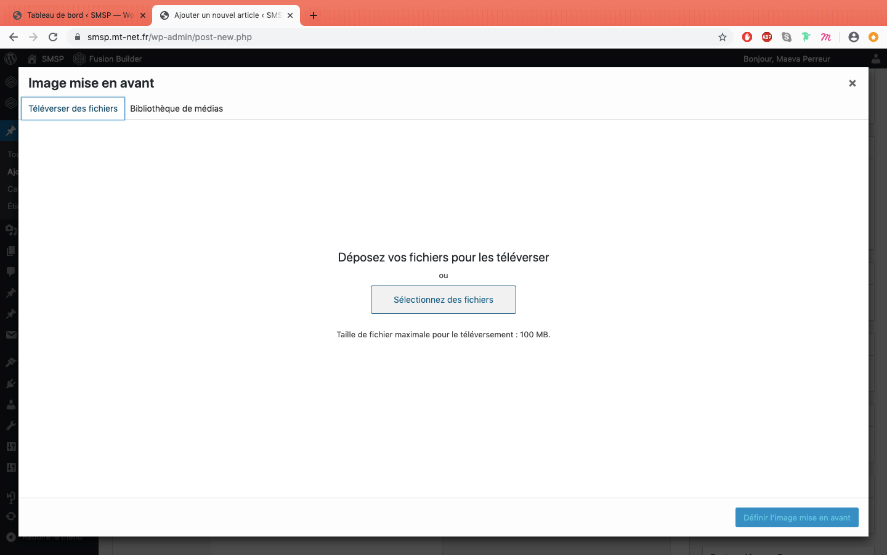 Tableau de bord ‹ SMSP — Wo
Ajouter un nouvel article ‹ SMS
smsp.mt-net.fr/wp-admin/post-new.php
ABP
SMSP
Fusion Builder
Bonjour, Maeva Perreur
Image mise en avant
Téléverser des fichiers
Bibliothèque de médias
Déposez vos fichiers pour les téléverser
ou
Sélectionnez des fichiers
Taille de fichier maximale pour le téléversement : 100 MB.
Définir l'image mise en avant